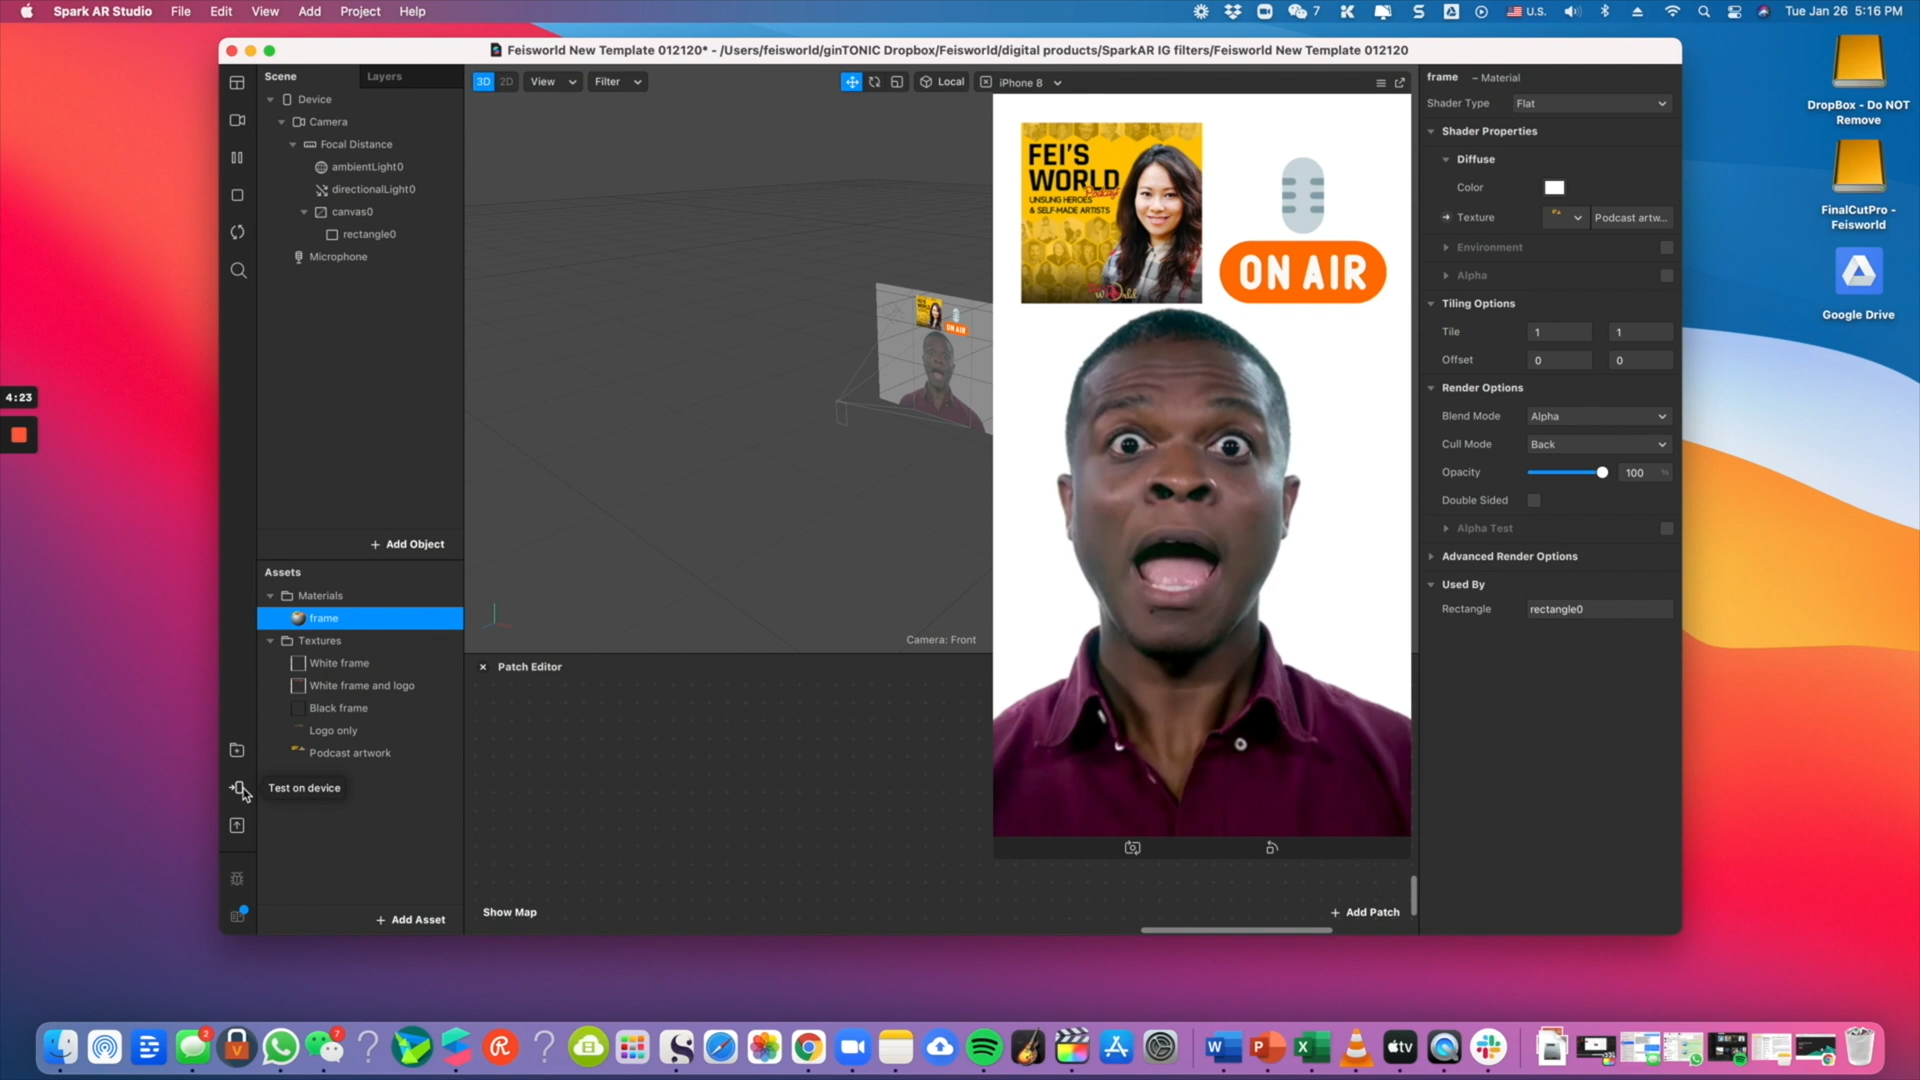 Spark AR Studio File Edit View Add Project Help
7 U.S. Tue Jan 26 5:16 PM
Feisworld New Template 012120* - /Users/feisworld/ginTONIC Dropbox/Feisworld/digital products/SparkAR IG filters/Feisworld New Template 012120
Scene Layers
Device
Camera
Focal Distance
ambientLight0
directionalLight0
canvas0
rectangle0
Microphone
+ Add Object
Assets
Materials
frame
Textures
White frame
White frame and logo
Black frame
Logo only
Podcast artwork
Test on device
+ Add Asset
3D 2D View Filter Local iPhone 8
Camera: Front
FEI'S
WORLD
Podcast
UNSUNG HEROES
& SELF-MADE ARTISTS
ON AIR
Patch Editor
Show Map
+ Add Patch
frame - Material
Shader Type Flat
Shader Properties
Diffuse
Color
Texture Podcast artw...
Environment
Alpha
Tiling Options
Tile 1 1
Offset 0 0
Render Options
Blend Mode Alpha
Cull Mode Back
Opacity 100 %
Double Sided
Alpha Test
Advanced Render Options
Used By
Rectangle rectangle0
DropBox - Do NOT
Remove
FinalCutPro -
Feisworld
Google Drive
4:23
2 7
tv